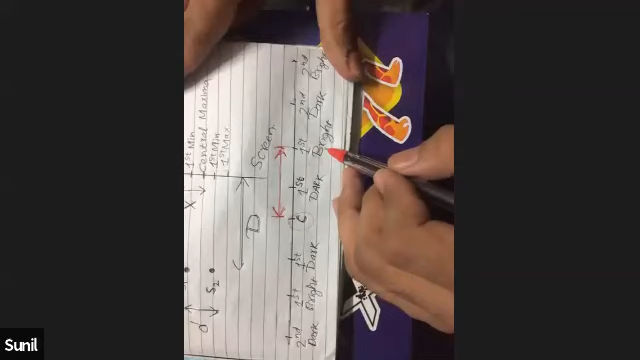 1st Min
Central Maxima
1st Min
1st Max
X
Screen
D
d
S2
2nd Dark
1st Bright
1st Dark
C
1st DARK
1st Bright
2nd DARK
2nd Bright
Sunil